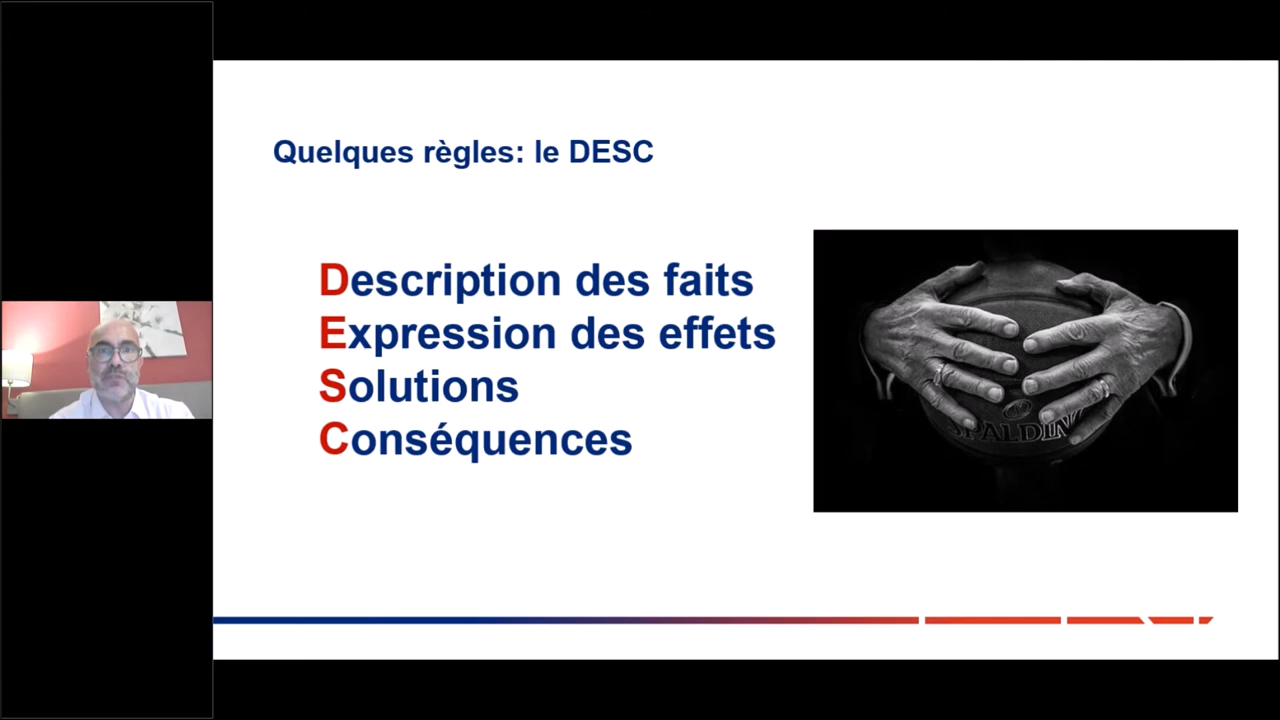 Quelques règles: le DESC
Description des faits
Expression des effets
Solutions
Conséquences
SPALDING